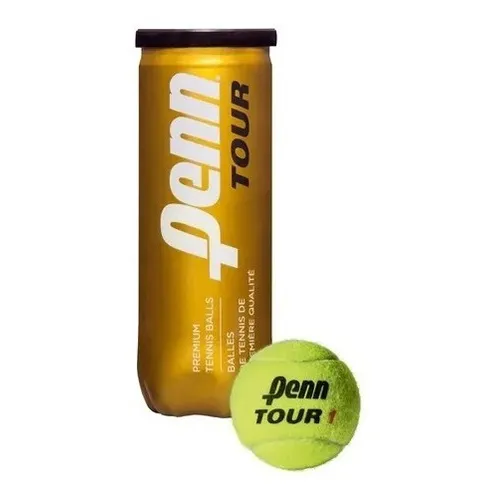 Penn
TOUR
PREMIUM
TENNIS BALLS
BALLES
DE TENNIS DE
PREMIÈRE QUALITÉ
Penn
TOUR 1